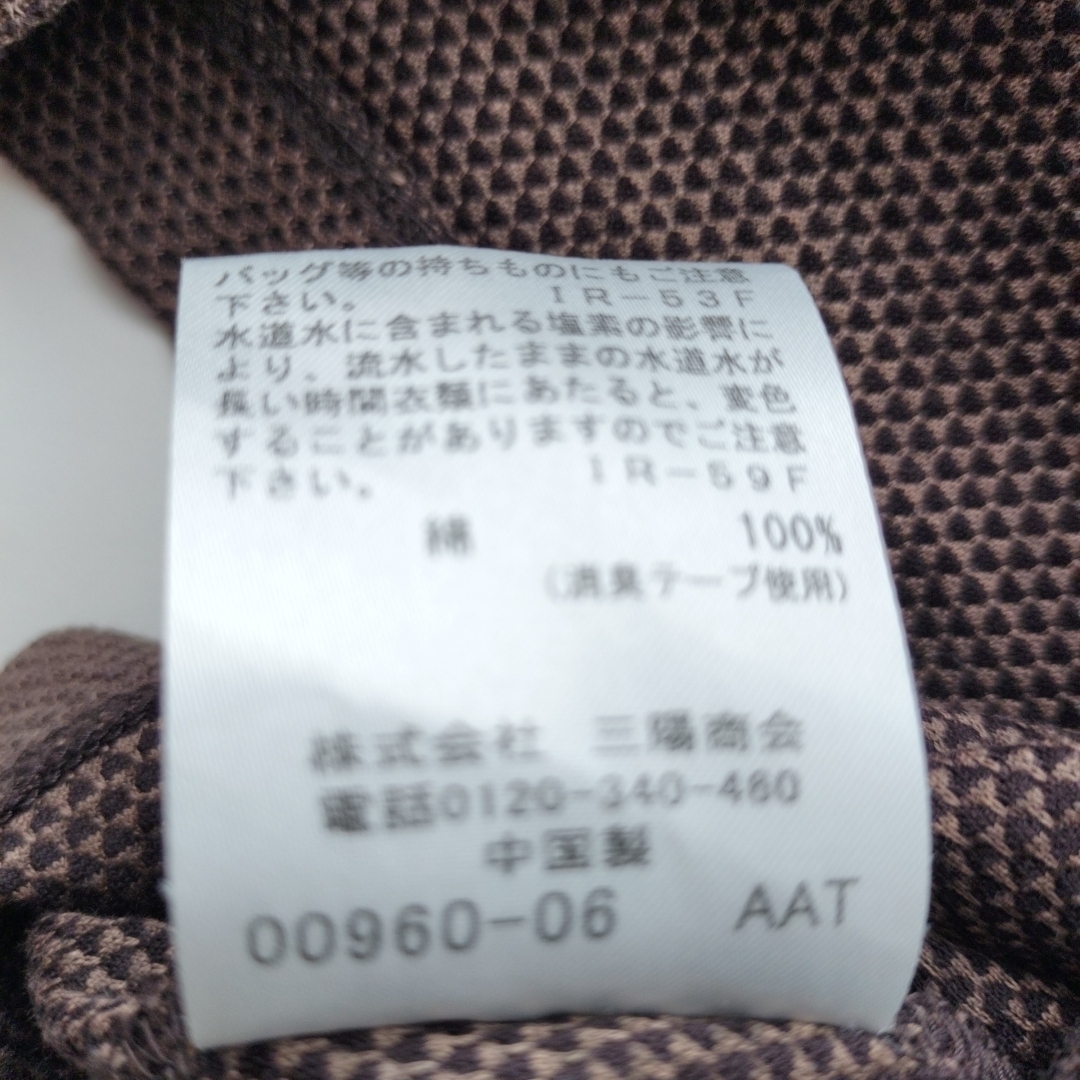 バッグ等の持ちものにもご注意
下さい。 IR-53F
水道水に含まれる塩素の影響に
より、流水したままの水道水が
長い時間衣類にあたると、変色
することがありますのでご注意
下さい。 IR-59F
綿 100%
(消臭テープ使用)
株式会社 三陽商会
電話0120-340-460
中国製
00960-06 AAT